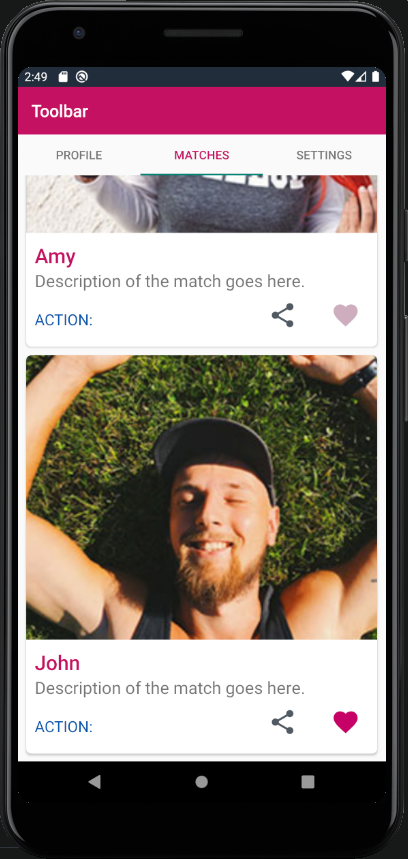 2:49
Toolbar
PROFILE MATCHES SETTINGS
Amy
Description of the match goes here.
ACTION:
John
Description of the match goes here.
ACTION: